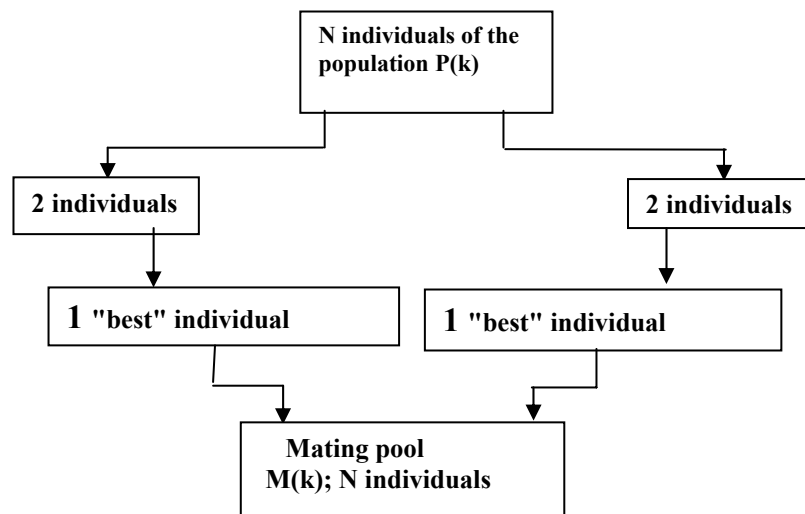 N individuals of the
population P(k)
2 individuals
2 individuals
1 "best" individual
1 "best" individual
Mating pool
M(k); N individuals